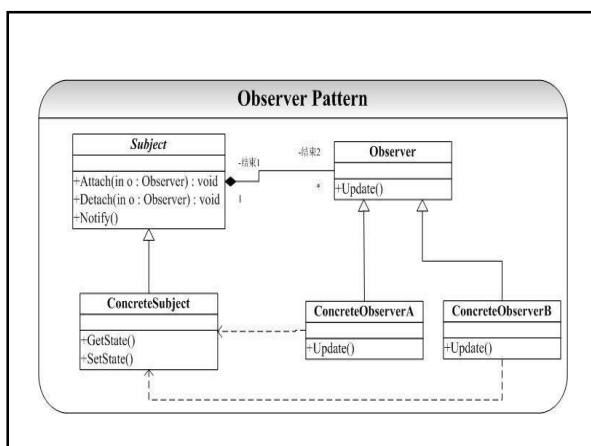 Observer Pattern
Subject
+Attach(in o : Observer) : void
+Detach(in o : Observer) : void
+Notify()
-结束1
1
-结束2
*
Observer
+Update()
ConcreteSubject
+GetState()
+SetState()
ConcreteObserverA
+Update()
ConcreteObserverB
+Update()